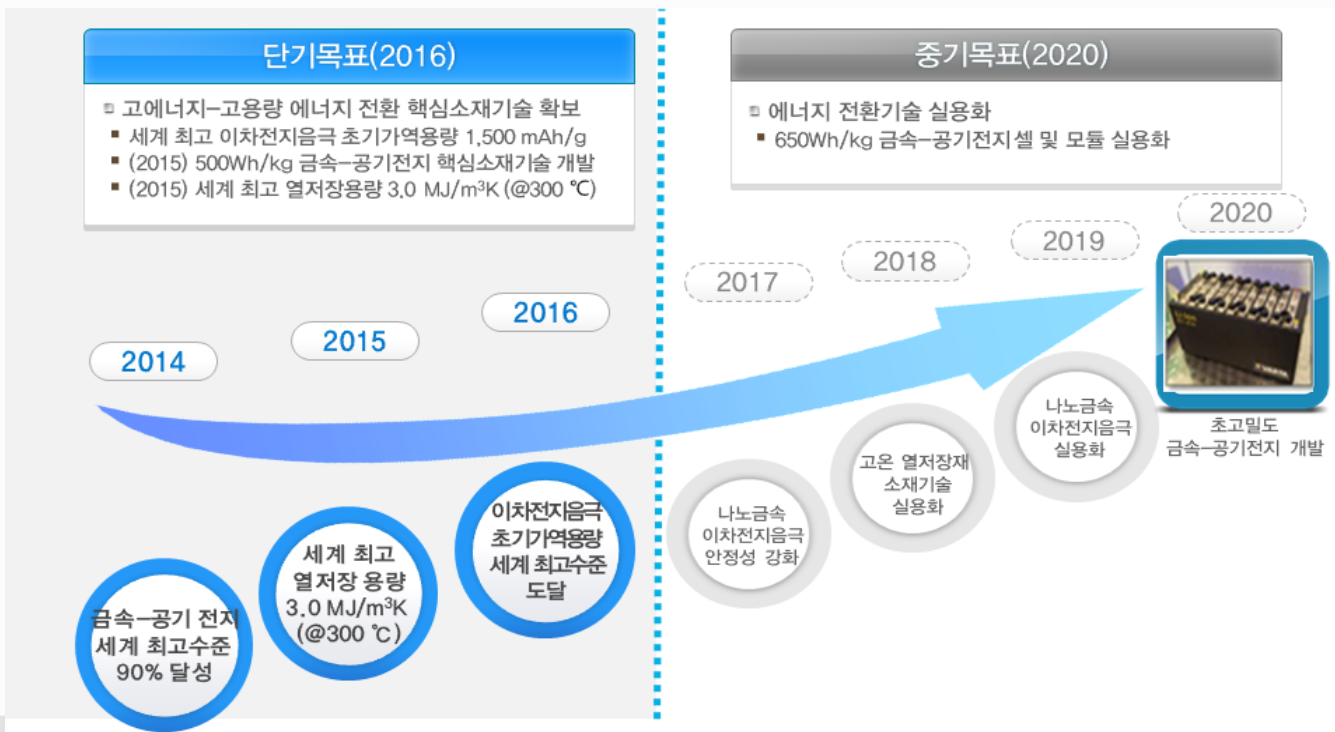 단기목표(2016)
고에너지-고용량 에너지 전환 핵심소재기술 확보
세계 최고 이차전지음극 초기가역용량 1,500 mAh/g
(2015) 500Wh/kg 금속-공기전지 핵심소재기술 개발
(2015) 세계 최고 열저장용량 3.0 MJ/m³K (@300 ℃)
중기목표(2020)
에너지 전환기술 실용화
650Wh/kg 금속-공기전지 셀 및 모듈 실용화
2014
2015
2016
2017
2018
2019
2020
금속-공기 전지
세계 최고수준
90% 달성
세계 최고
열저장 용량
3.0 MJ/m³K
(@300 ℃)
이차전지음극
초기가역용량
세계 최고수준
도달
나노금속
이차전지음극
안정성 강화
고온 열저장재
소재기술
실용화
나노금속
이차전지음극
실용화
VARTA
초고밀도
금속-공기전지 개발